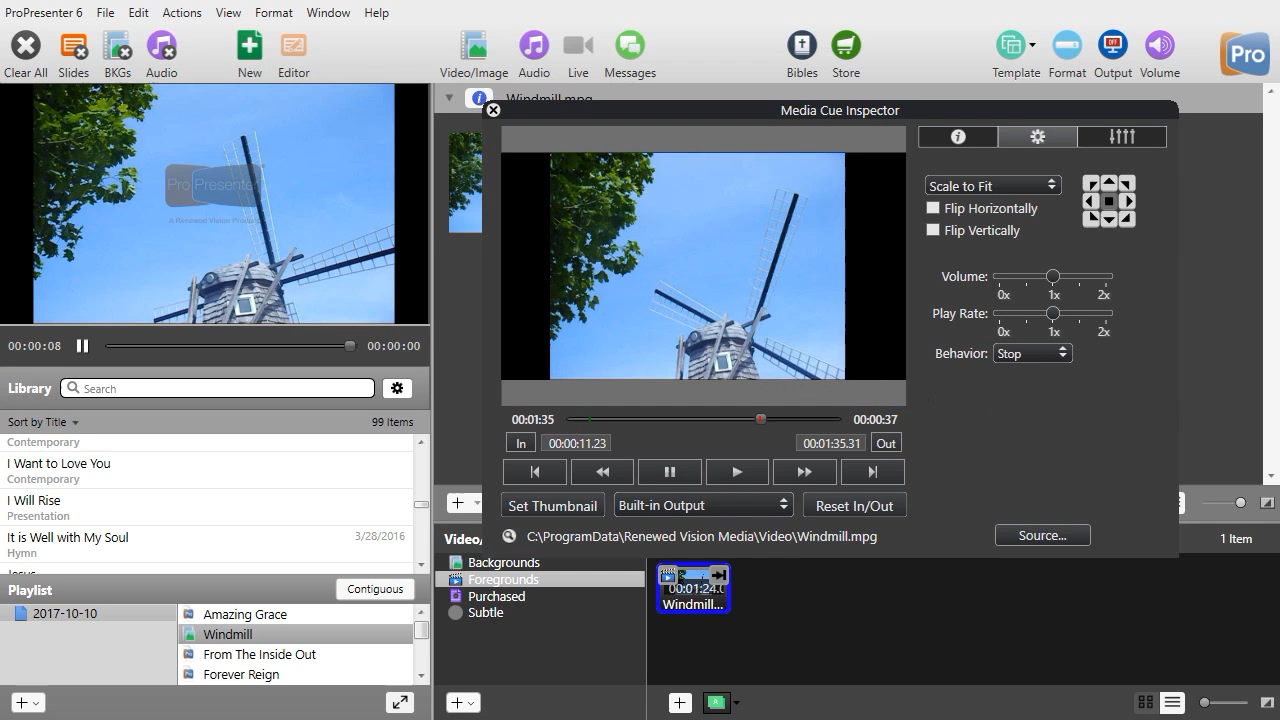 ProPresenter 6 File Edit Actions View Format Window Help
Clear All Slides BKGs Audio New Editor Video/Image Audio Live Messages Bibles Store Template Format Output Volume
OFF
Pro
Windmill.mpg
Media Cue Inspector
ProPresenter
Scale to Fit
Flip Horizontally
Flip Vertically
Volume:
0x 1x 2x
Play Rate:
0x 1x 2x
Behavior: Stop
00:00:08 00:00:00
Library Search
Sort by Title 99 Items
Contemporary
I Want to Love You
Contemporary
I Will Rise
Presentation
It is Well with My Soul 3/28/2016
Hymn
00:01:35 00:00:37
In 00:00:11.23 00:01:35.31 Out
Set Thumbnail Built-in Output Reset In/Out
C:\ProgramData\Renewed Vision Media\Video\Windmill.mpg
Source...
Playlist Contiguous
2017-10-10
Amazing Grace
Windmill
From The Inside Out
Forever Reign
Video/
1 Item
Backgrounds
Foregrounds
Purchased
Subtle
00:01:24.0
Windmill...